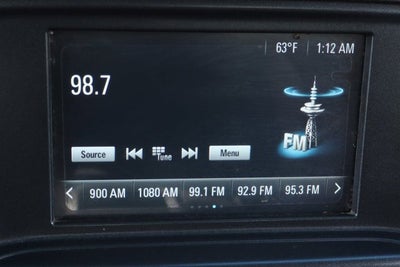 63°F 1:12 AM
98.7
FM
Source Tune Menu
900 AM 1080 AM 99.1 FM 92.9 FM 95.3 FM